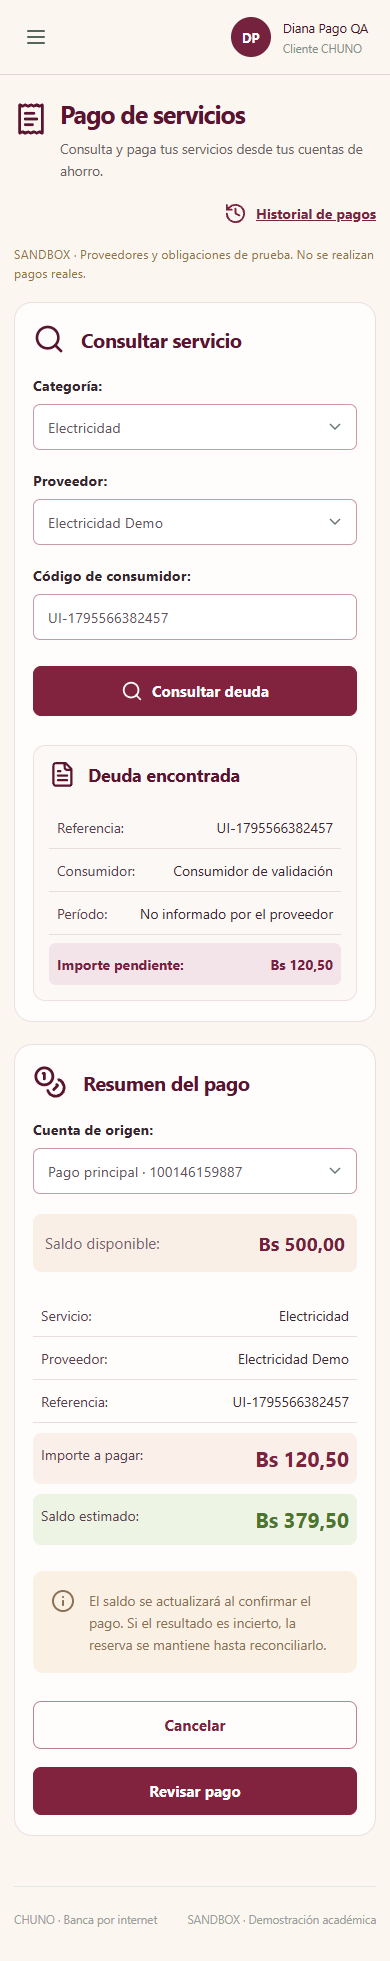 DP
Diana Pago QA
Cliente CHUNO
Pago de servicios
Consulta y paga tus servicios desde tus cuentas de
ahorro.
Historial de pagos
SANDBOX · Proveedores y obligaciones de prueba. No se realizan
pagos reales.
Consultar servicio
Categoría:
Electricidad
Proveedor:
Electricidad Demo
Código de consumidor:
UI-1795566382457
Consultar deuda
Deuda encontrada
Referencia: UI-1795566382457
Consumidor: Consumidor de validación
Período: No informado por el proveedor
Importe pendiente: Bs 120,50
Resumen del pago
Cuenta de origen:
Pago principal · 100146159887
Saldo disponible: Bs 500,00
Servicio: Electricidad
Proveedor: Electricidad Demo
Referencia: UI-1795566382457
Importe a pagar: Bs 120,50
Saldo estimado: Bs 379,50
El saldo se actualizará al confirmar el
pago. Si el resultado es incierto, la
reserva se mantiene hasta reconciliarlo.
Cancelar
Revisar pago
CHUNO · Banca por internet SANDBOX · Demostración académica